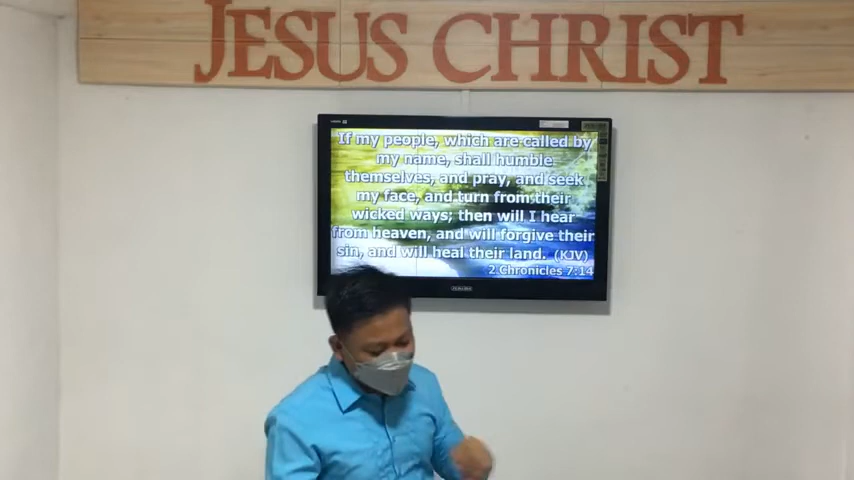 JESUS CHRIST
If my people, which are called by
my name, shall humble
themselves, and pray, and seek
my face, and turn from their
wicked ways; then will I hear
from heaven, and will forgive their
sin, and will heal their land. (KJV)
2 Chronicles 7:14